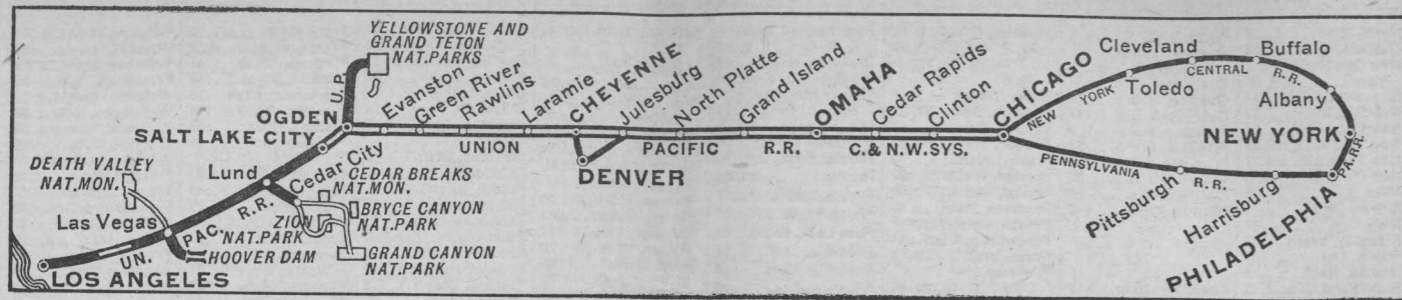 YELLOWSTONE AND
GRAND TETON
NAT. PARKS
U.P.
OGDEN
SALT LAKE CITY
Evanston
Green River
Rawlins
Laramie
CHEYENNE
Julesburg
North Platte
Grand Island
OMAHA
Cedar Rapids
Clinton
CHICAGO
UNION
PACIFIC
R.R.
C. & N.W. SYS.
DENVER
NEW
YORK
CENTRAL
R.R.
Toledo
Cleveland
Buffalo
Albany
NEW YORK
PA.R.R.
PENNSYLVANIA
R.R.
Pittsburgh
Harrisburg
PHILADELPHIA
DEATH VALLEY
NAT. MON.
Lund
Cedar City
CEDAR BREAKS
NAT. MON.
BRYCE CANYON
NAT. PARK
ZION
NAT. PARK
GRAND CANYON
NAT. PARK
Las Vegas
UN.
PAC.
R.R.
HOOVER DAM
LOS ANGELES